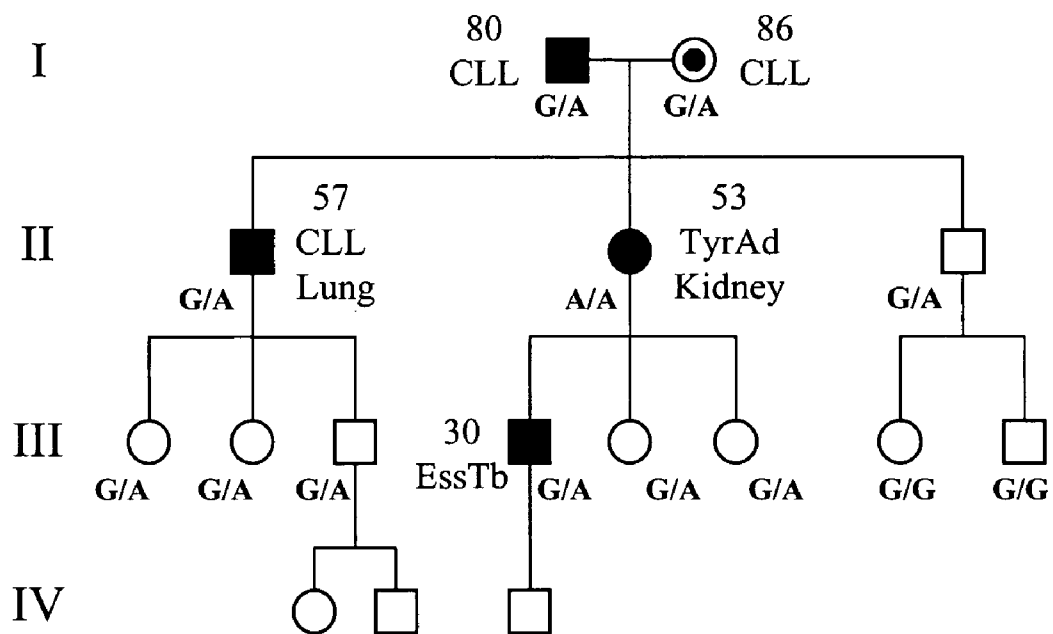 I
80
CLL
86
CLL
G/A
G/A
II
57
CLL
Lung
53
TyrAd
Kidney
G/A
A/A
G/A
III
30
EssTb
G/A
G/A
G/A
G/A
G/A
G/A
G/G
G/G
IV